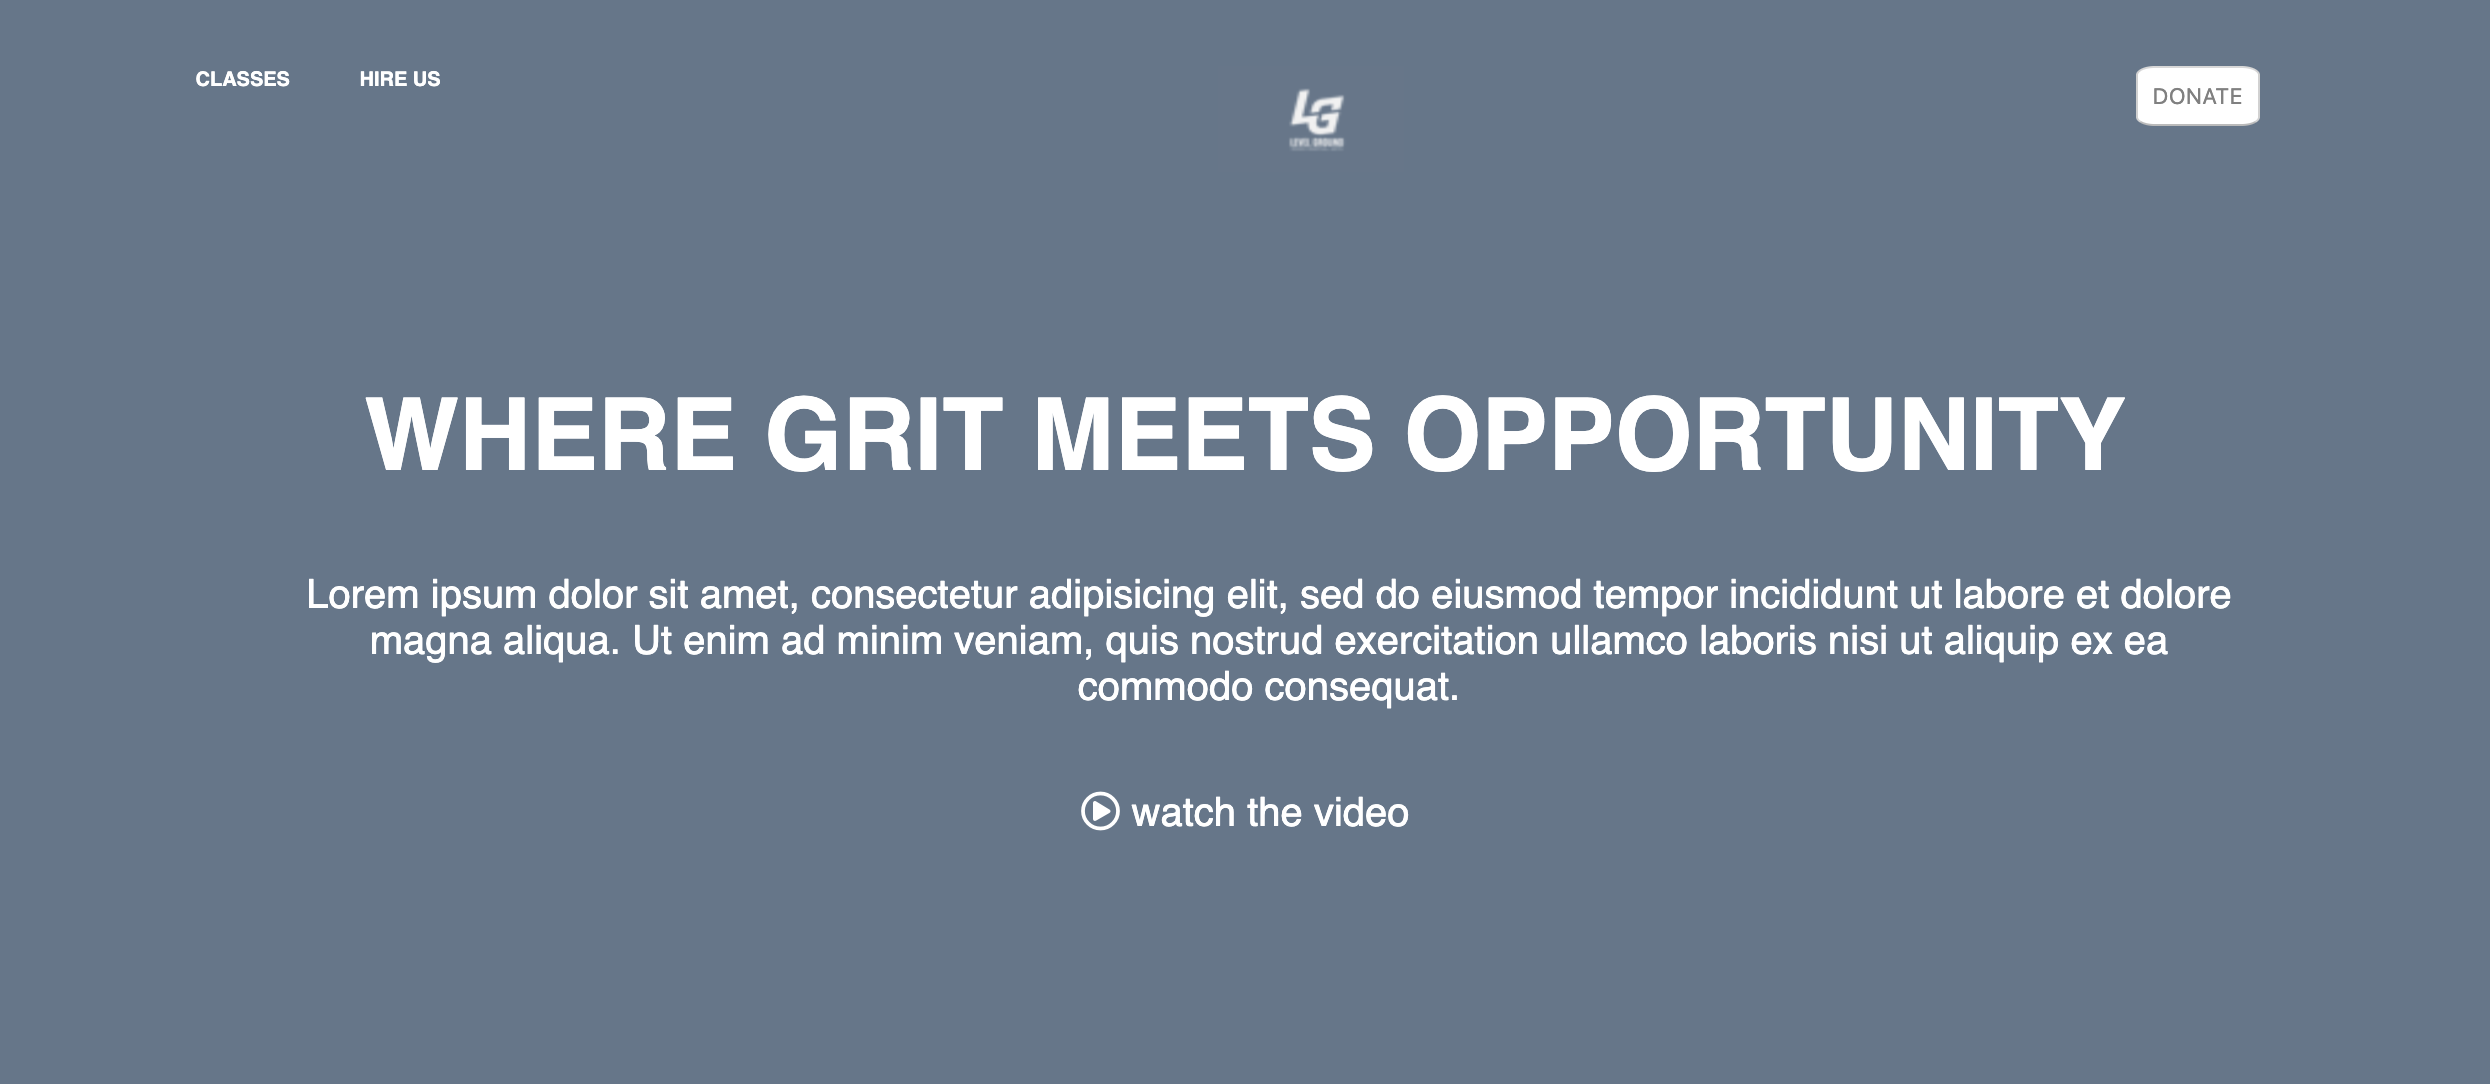 CLASSES HIRE US
LG
LEVEL GROUND
DONATE
WHERE GRIT MEETS OPPORTUNITY
Lorem ipsum dolor sit amet, consectetur adipisicing elit, sed do eiusmod tempor incididunt ut labore et dolore
magna aliqua. Ut enim ad minim veniam, quis nostrud exercitation ullamco laboris nisi ut aliquip ex ea
commodo consequat.
watch the video